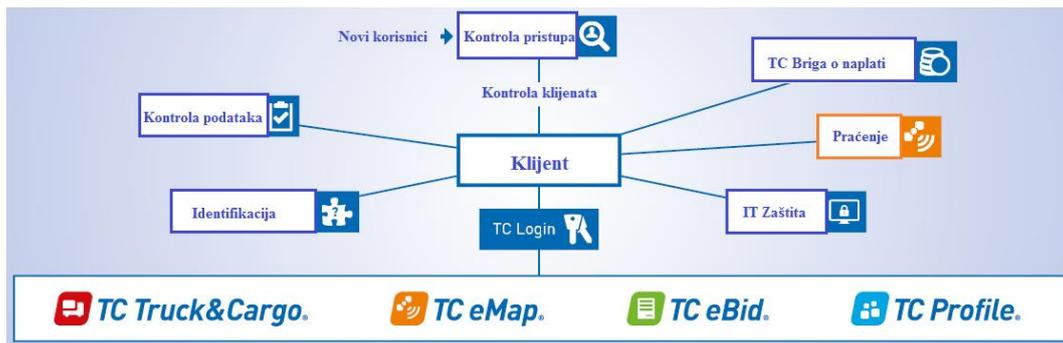 Novi korisnici
Kontrola pristupa
TC Briga o naplati
Kontrola klijenata
Kontrola podataka
Praćenje
Klijent
Identifikacija
IT Zaštita
TC Login
TC Truck&Cargo®
TC eMap®
TC eBid®
TC Profile®